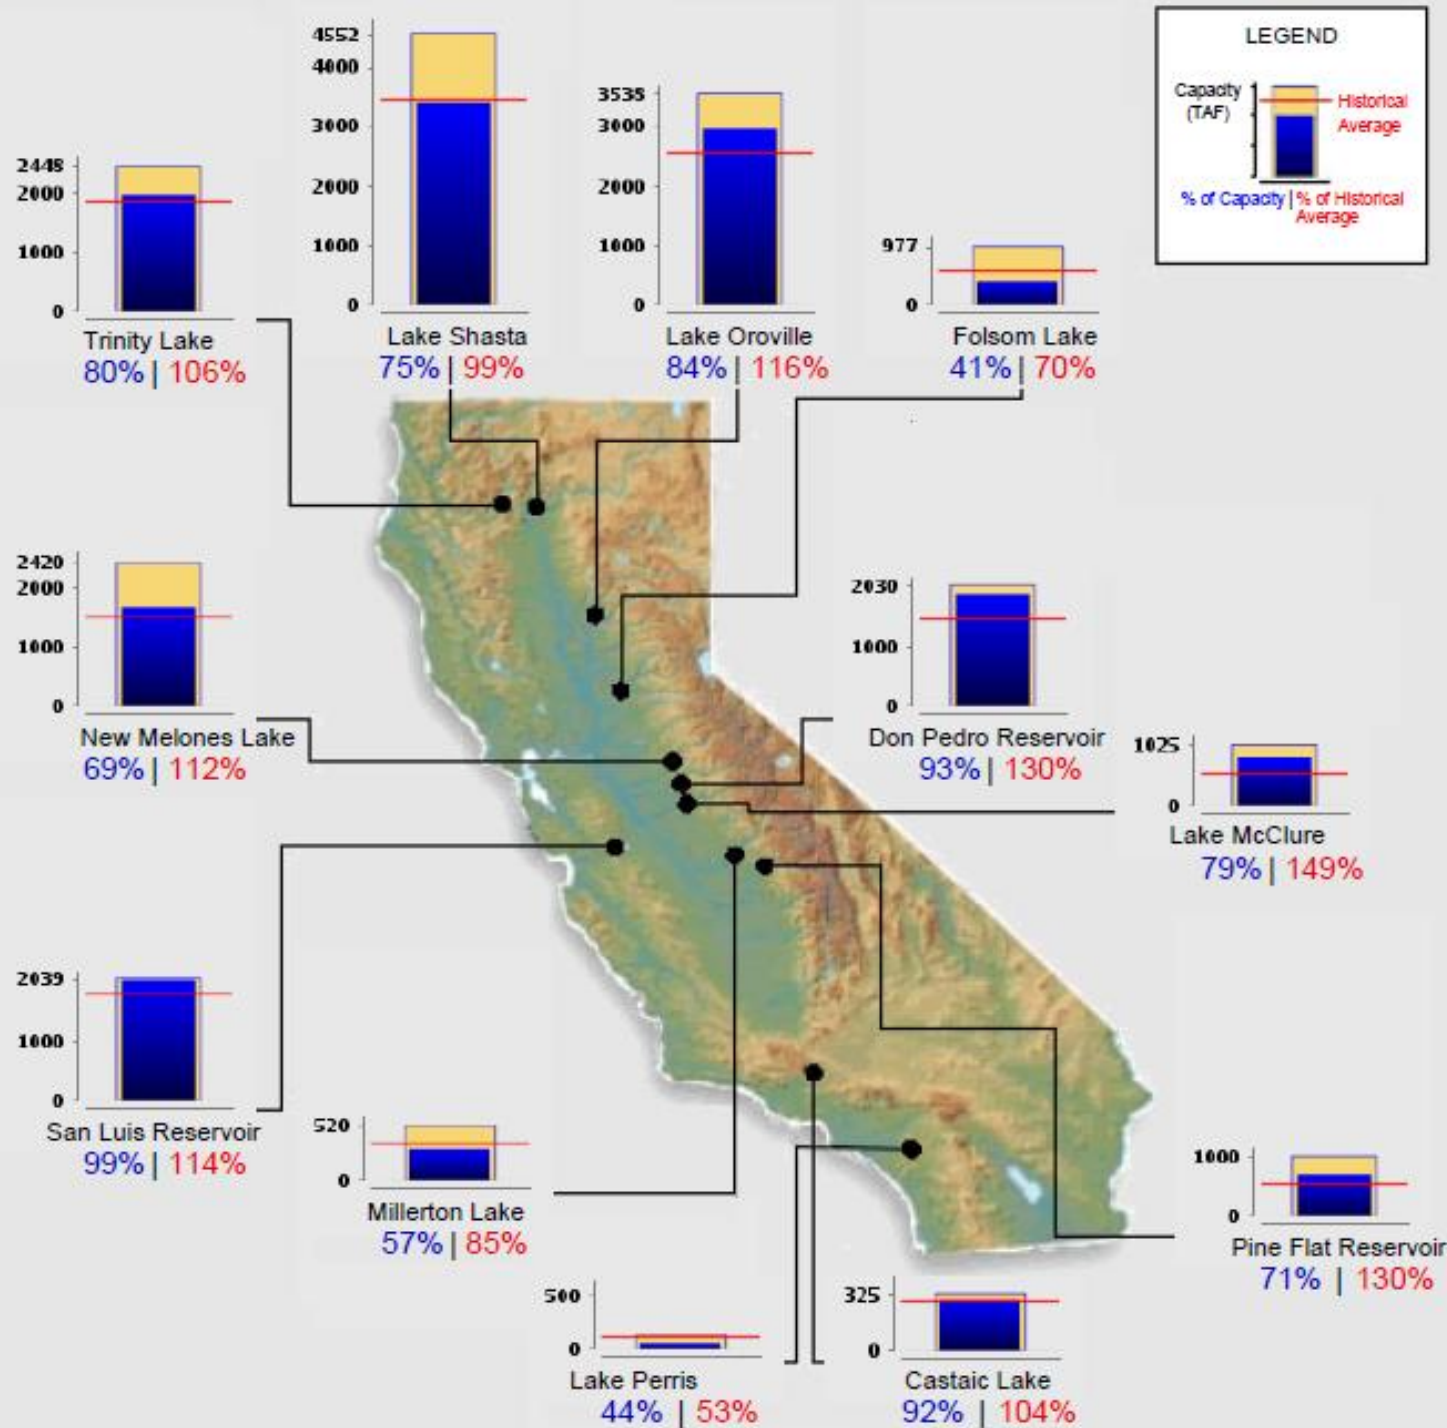 LEGEND
Capacity
(TAF)
Historical
Average
% of Capacity | % of Historical
Average
4552
4000
3000
2000
1000
0
Lake Shasta
75% | 99%
3538
3000
2000
1000
0
Lake Oroville
84% | 116%
977
0
Folsom Lake
41% | 70%
2448
2000
1000
0
Trinity Lake
80% | 106%
2420
2000
1000
0
New Melones Lake
69% | 112%
2030
1000
0
Don Pedro Reservoir
93% | 130%
1025
0
Lake McClure
79% | 149%
2039
1000
0
San Luis Reservoir
99% | 114%
520
0
Millerton Lake
57% | 85%
1000
0
Pine Flat Reservoir
71% | 130%
500
0
Lake Perris
44% | 53%
325
0
Castaic Lake
92% | 104%